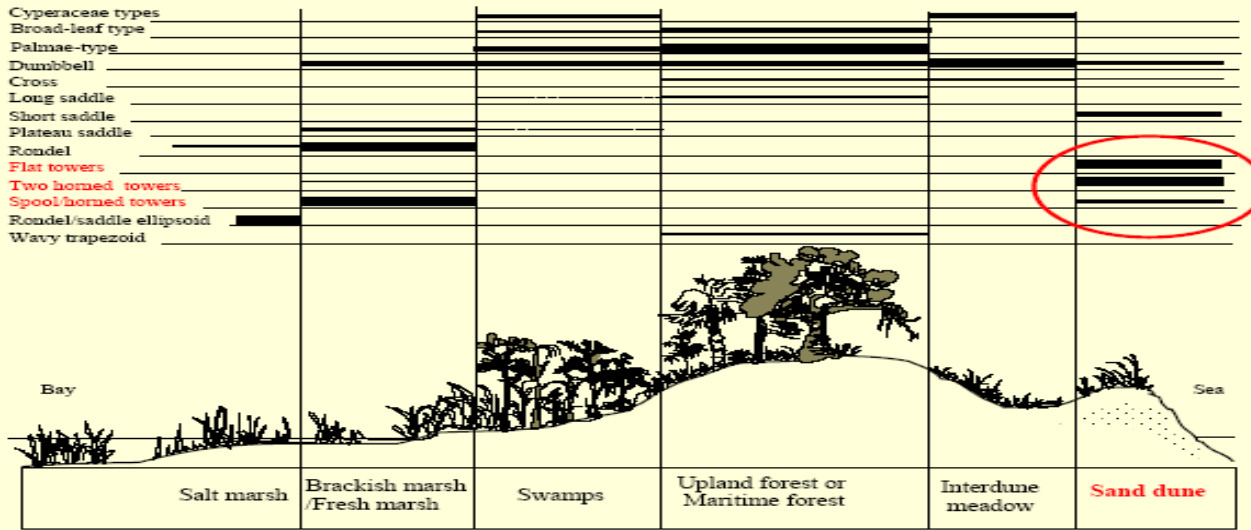 Cyperaceae types
Broad-leaf type
Palmae-type
Dumbbell
Cross
Long saddle
Short saddle
Plateau saddle
Rondel
Flat towers
Two horned towers
Spool/horned towers
Rondel/saddle ellipsoid
Wavy trapezoid
Bay
Sea
Salt marsh
Brackish marsh
/Fresh marsh
Swamps
Upland forest or
Maritime forest
Interdune
meadow
Sand dune